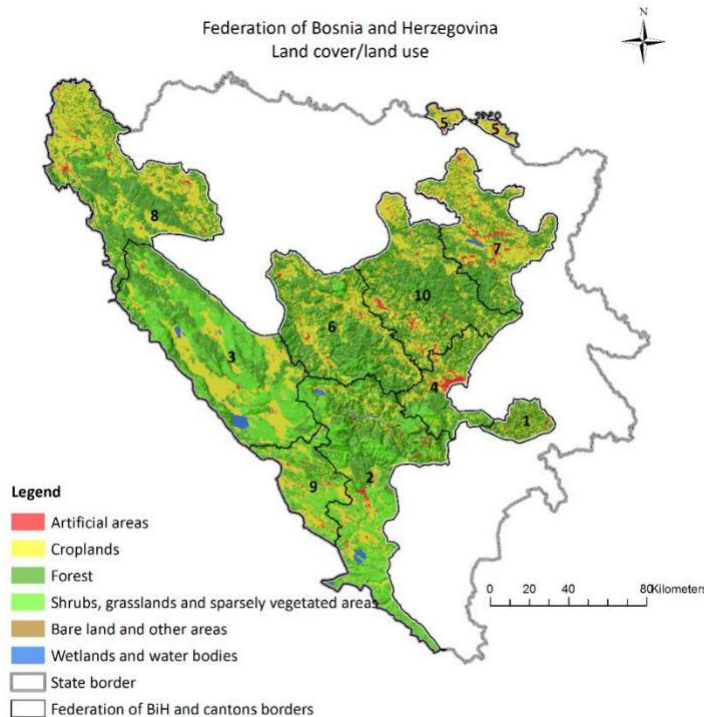 Federation of Bosnia and Herzegovina
Land cover/land use
N
5
5
8
7
10
6
3
4
1
2
9
Legend
Artificial areas
Croplands
Forest
Shrubs, grasslands and sparsely vegetated areas
Bare land and other areas
Wetlands and water bodies
State border
Federation of BiH and cantons borders
0 20 40 80 Kilometers